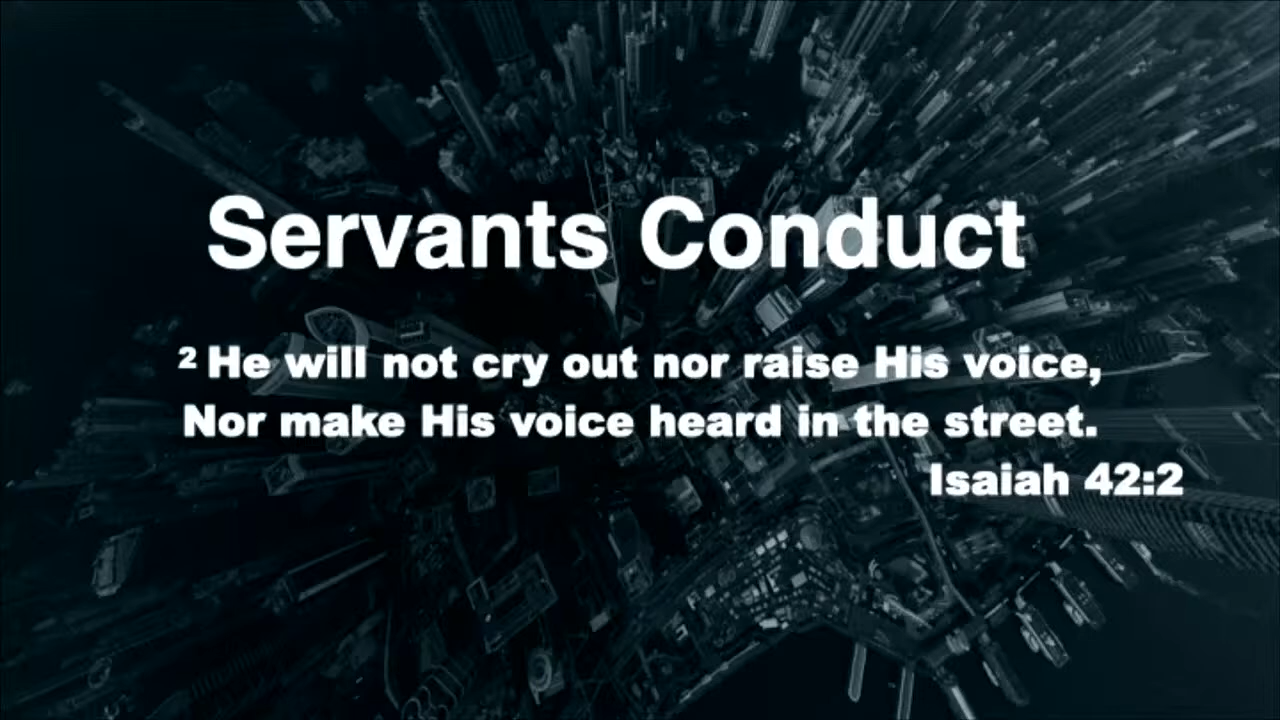 Servants Conduct
2 He will not cry out nor raise His voice,
Nor make His voice heard in the street.
Isaiah 42:2